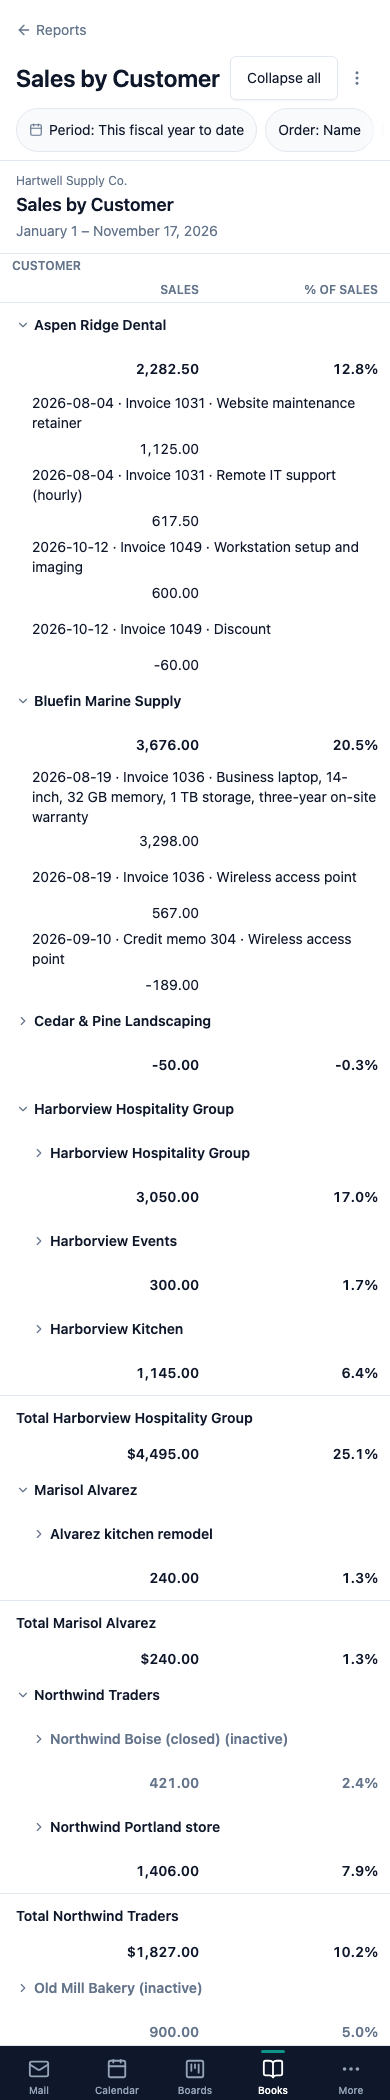 Reports
Sales by Customer
Collapse all
Period: This fiscal year to date
Order: Name
Hartwell Supply Co.
Sales by Customer
January 1 – November 17, 2026
CUSTOMER
SALES % OF SALES
Aspen Ridge Dental
2,282.50 12.8%
2026-08-04 · Invoice 1031 · Website maintenance
retainer
1,125.00
2026-08-04 · Invoice 1031 · Remote IT support
(hourly)
617.50
2026-10-12 · Invoice 1049 · Workstation setup and
imaging
600.00
2026-10-12 · Invoice 1049 · Discount
-60.00
Bluefin Marine Supply
3,676.00 20.5%
2026-08-19 · Invoice 1036 · Business laptop, 14-
inch, 32 GB memory, 1 TB storage, three-year on-site
warranty
3,298.00
2026-08-19 · Invoice 1036 · Wireless access point
567.00
2026-09-10 · Credit memo 304 · Wireless access
point
-189.00
Cedar & Pine Landscaping
-50.00 -0.3%
Harborview Hospitality Group
Harborview Hospitality Group
3,050.00 17.0%
Harborview Events
300.00 1.7%
Harborview Kitchen
1,145.00 6.4%
Total Harborview Hospitality Group
$4,495.00 25.1%
Marisol Alvarez
Alvarez kitchen remodel
240.00 1.3%
Total Marisol Alvarez
$240.00 1.3%
Northwind Traders
Northwind Boise (closed) (inactive)
421.00 2.4%
Northwind Portland store
1,406.00 7.9%
Total Northwind Traders
$1,827.00 10.2%
Old Mill Bakery (inactive)
900.00 5.0%
Mail Calendar Boards Books More